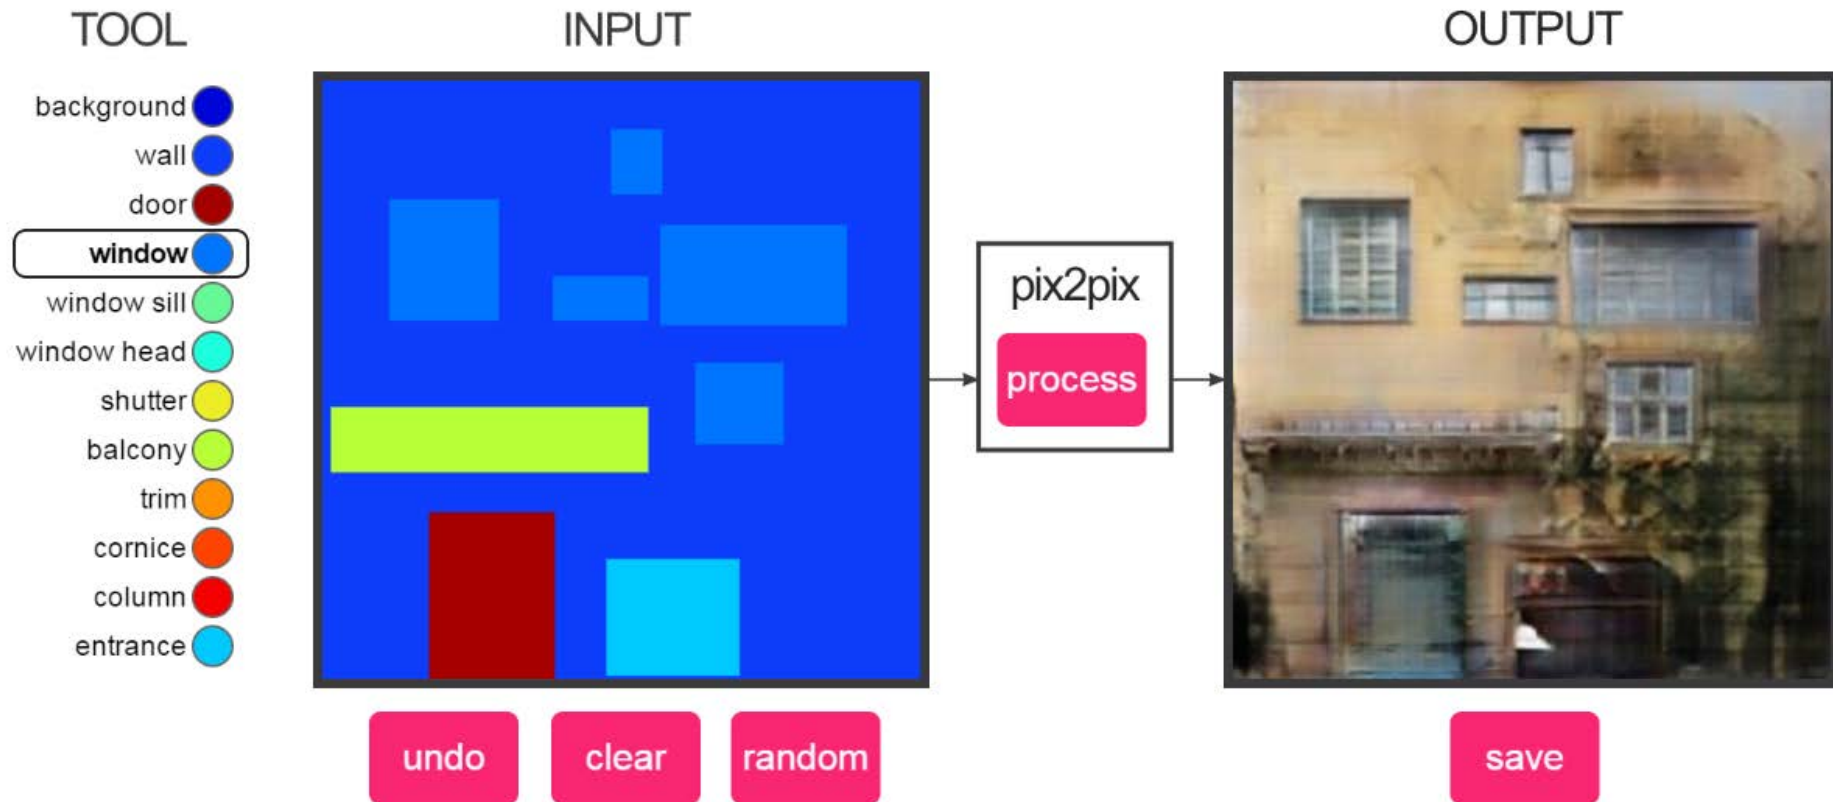 TOOL
INPUT
OUTPUT
background
wall
door
window
window sill
window head
shutter
balcony
trim
cornice
column
entrance
pix2pix
process
undo
clear
random
save